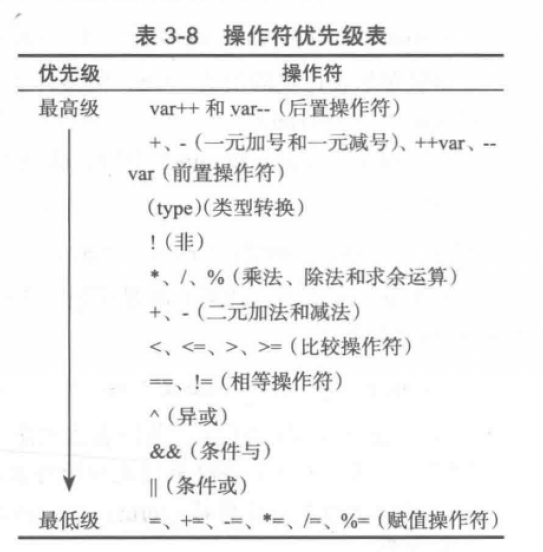 表 3-8 操作符优先级表
优先级 操作符
最高级 var++ 和 var-- (后置操作符)
+、- (一元加号和一元减号)、++var、--
var (前置操作符)
(type)(类型转换)
! (非)
*、/、% (乘法、除法和求余运算)
+、- (二元加法和减法)
<、<=、>、>= (比较操作符)
==、!= (相等操作符)
^ (异或)
&& (条件与)
|| (条件或)
最低级 =、+=、-=、*=、/=、%= (赋值操作符)